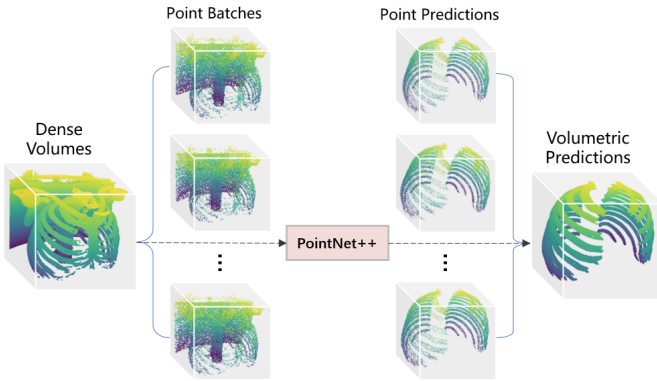 Point Batches
Point Predictions
Dense
Volumes
Volumetric
Predictions
PointNet++